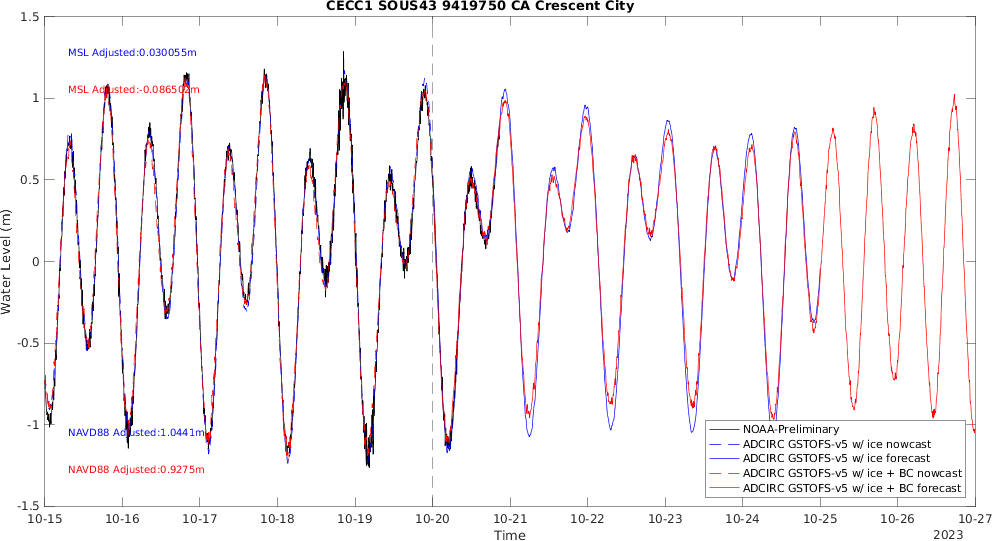 CECC1 SOUS43 9419750 CA Crescent City
MSL Adjusted:0.030055m
MSL Adjusted:-0.086502m
NAVD88 Adjusted:1.0441m
NAVD88 Adjusted:0.9275m
Water Level (m)
1.5
1
0.5
0
-0.5
-1
-1.5
NOAA-Preliminary
ADCIRC GSTOFS-v5 w/ ice nowcast
ADCIRC GSTOFS-v5 w/ ice forecast
ADCIRC GSTOFS-v5 w/ ice + BC nowcast
ADCIRC GSTOFS-v5 w/ ice + BC forecast
10-15 10-16 10-17 10-18 10-19 10-20 10-21 10-22 10-23 10-24 10-25 10-26 10-27
Time
2023